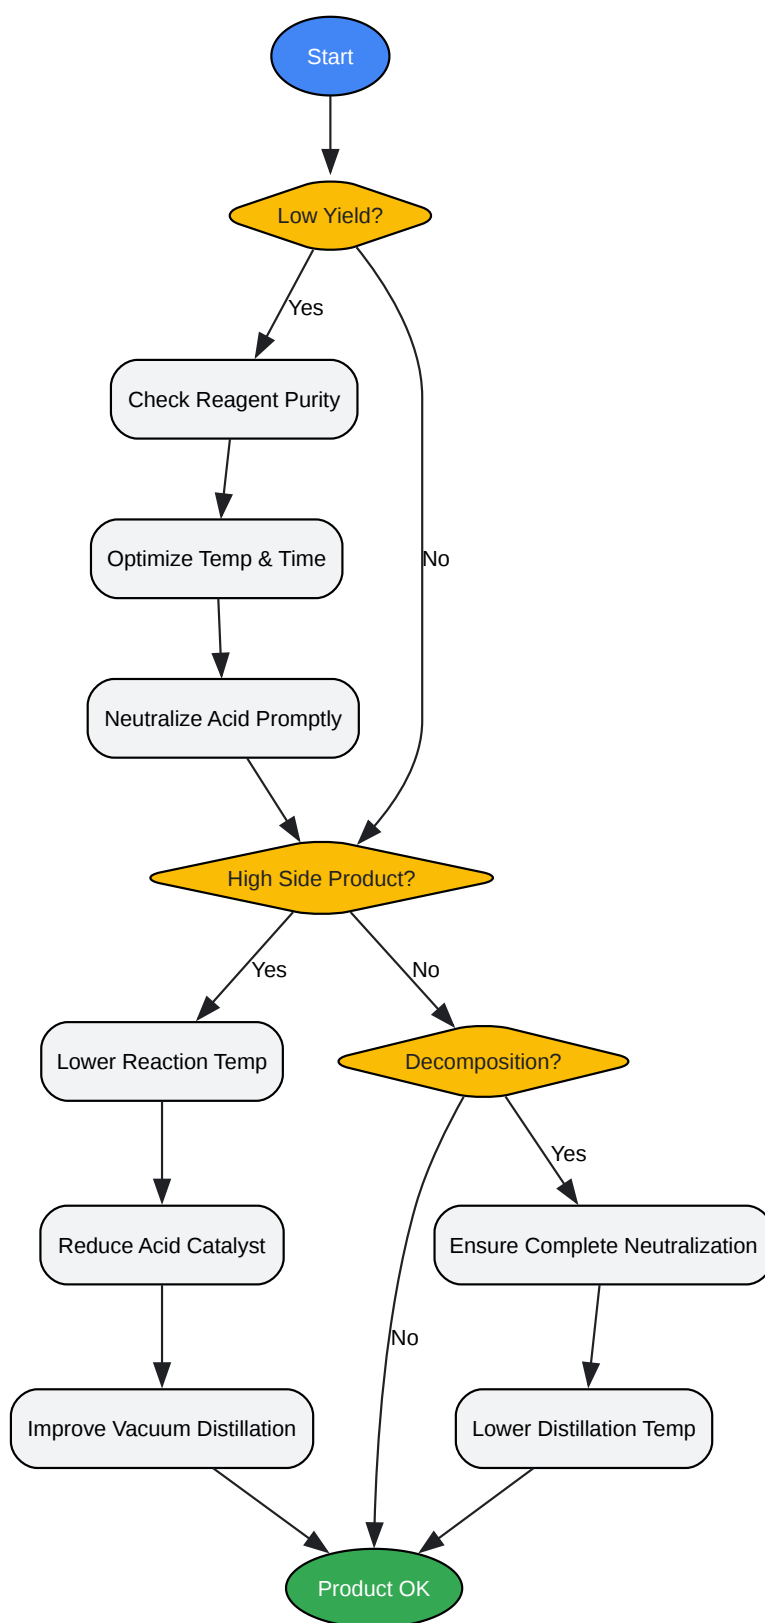 Start
Low Yield?
Yes
Check Reagent Purity
Optimize Temp & Time
No
Neutralize Acid Promptly
High Side Product?
Yes
No
Lower Reaction Temp
Decomposition?
Yes
Reduce Acid Catalyst
Ensure Complete Neutralization
No
Improve Vacuum Distillation
Lower Distillation Temp
Product OK